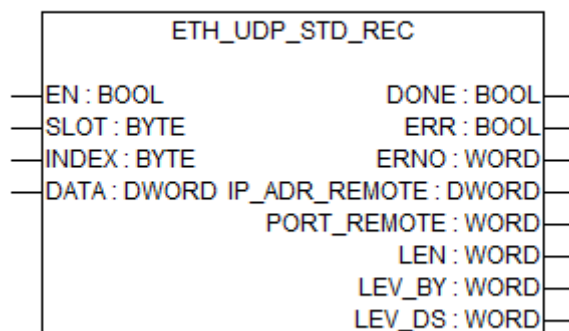 ETH_UDP_STD_REC
EN : BOOL DONE : BOOL
SLOT : BYTE ERR : BOOL
INDEX : BYTE ERNO : WORD
DATA : DWORD IP_ADR_REMOTE : DWORD
PORT_REMOTE : WORD
LEN : WORD
LEV_BY : WORD
LEV_DS : WORD